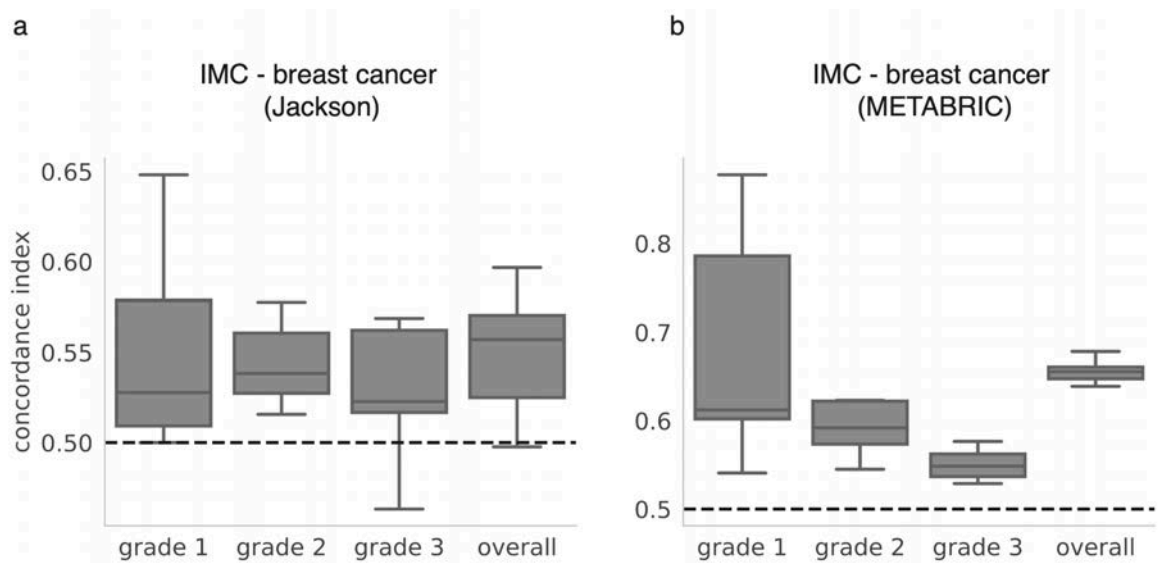 a
IMC - breast cancer
(Jackson)
concordance index
0.65
0.60
0.55
0.50
grade 1
grade 2
grade 3
overall
b
IMC - breast cancer
(METABRIC)
0.8
0.7
0.6
0.5
grade 1
grade 2
grade 3
overall